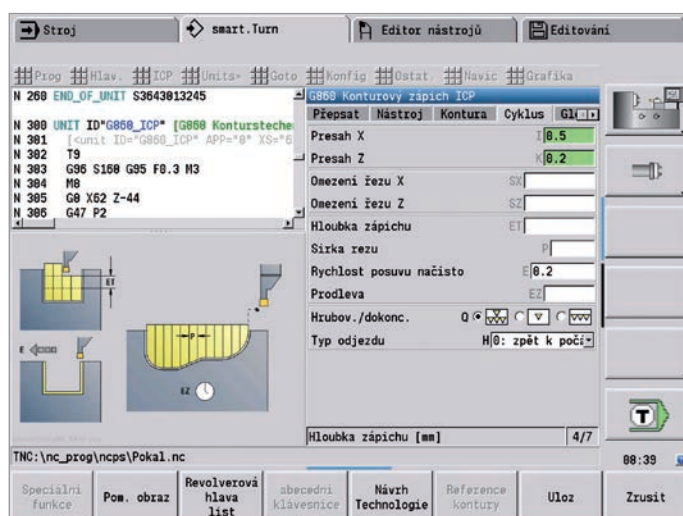 Stroj
smart.Turn
Editor nástrojů
Editování
Prog Hlav. ICP Units» Goto Konfig Ostat. Navic Grafika
N 260 END_OF_UNIT S3643013245
N 300 UNIT ID"G860_ICP" [G860 Konturstechen
N 301 [<unit ID="G860_ICP" APP="0" XS="6
N 302 T9
N 303 G96 S160 G95 F0.3 M3
N 304 M8
N 305 G0 X62 Z-44
N 306 G47 P2
G860 Konturový zápich ICP
Přepsat Nástroj Kontura Cyklus Glo
Presah X I 0.5
Presah Z K 0.2
Omezení řezu X SX
Omezení řezu Z SZ
Hloubka zápichu ET
Sirka rezu P
Rychlost posuvu načisto E 0.2
Prodleva EZ
Hrubov./dokonc. Q
Typ odjezdu H 0: zpět k počá
ET
E
P
EZ
T
Hloubka zápichu [mm] 4/7
TNC:\nc_prog\ncps\Pokal.nc
08:39
Speciální funkce
Pom. obraz
Revolverová hlava list
abecední klávesnice
Návrh Technologie
Reference kontury
Uloz
Zrusit